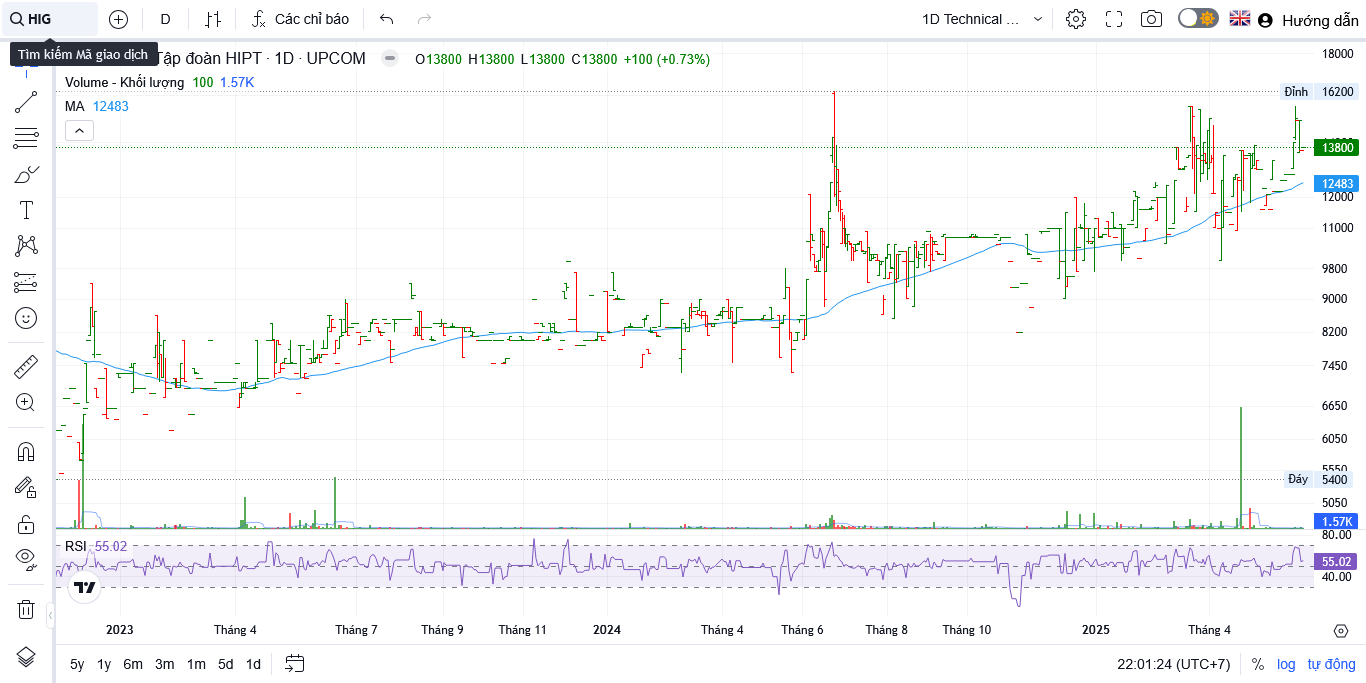 HIG
D
Các chỉ báo
1D Technical ...
Hướng dẫn
Tìm kiếm Mã giao dịch
Tập đoàn HIPT · 1D · UPCOM
O13800 H13800 L13800 C13800 +100 (+0.73%)
Volume - Khối lượng 100 1.57K
MA 12483
18000
Đỉnh 16200
13800
12483
12000
11000
9800
9000
8200
7450
6650
6050
5550
Đáy 5400
5050
1.57K
80.00
RSI 55.02
55.02
40.00
2023 Tháng 4 Tháng 7 Tháng 9 Tháng 11 2024 Tháng 4 Tháng 6 Tháng 8 Tháng 10 2025 Tháng 4
5y 1y 6m 3m 1m 5d 1d
22:01:24 (UTC+7) % log tự động